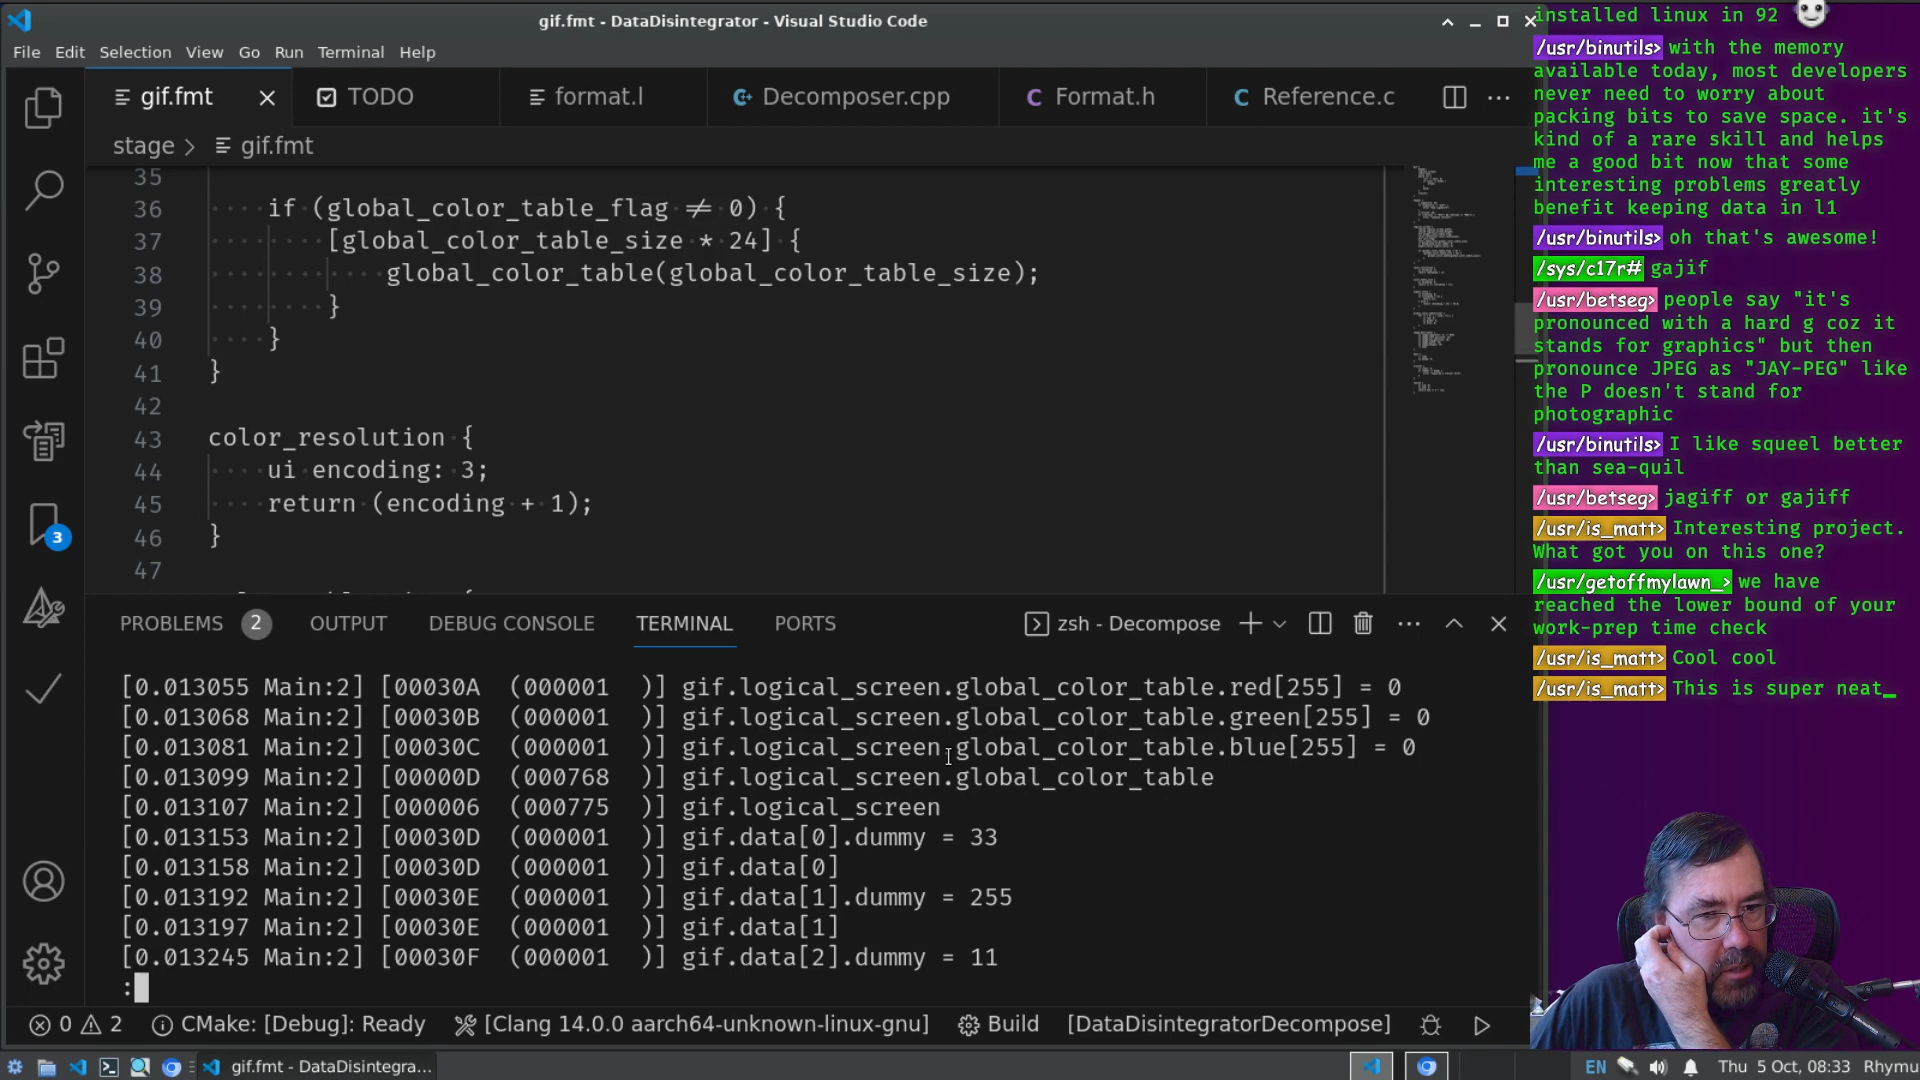 gif.fmt - DataDisintegrator - Visual Studio Code
File Edit Selection View Go Run Terminal Help
gif.fmt TODO format.l Decomposer.cpp Format.h Reference.c
stage > gif.fmt
35
36 if (global_color_table_flag ≠ 0) {
37 [global_color_table_size * 24] {
38 global_color_table(global_color_table_size);
39 }
40 }
41 }
42
43 color_resolution {
44 ui encoding: 3;
45 return (encoding + 1);
46 }
47
3
PROBLEMS 2 OUTPUT DEBUG CONSOLE TERMINAL PORTS zsh - Decompose
[0.013055 Main:2] [00030A (000001 )] gif.logical_screen.global_color_table.red[255] = 0
[0.013068 Main:2] [00030B (000001 )] gif.logical_screen.global_color_table.green[255] = 0
[0.013081 Main:2] [00030C (000001 )] gif.logical_screen.global_color_table.blue[255] = 0
[0.013099 Main:2] [00000D (000768 )] gif.logical_screen.global_color_table
[0.013107 Main:2] [000006 (000775 )] gif.logical_screen
[0.013153 Main:2] [00030D (000001 )] gif.data[0].dummy = 33
[0.013158 Main:2] [00030D (000001 )] gif.data[0]
[0.013192 Main:2] [00030E (000001 )] gif.data[1].dummy = 255
[0.013197 Main:2] [00030E (000001 )] gif.data[1]
[0.013245 Main:2] [00030F (000001 )] gif.data[2].dummy = 11
:
0 2 CMake: [Debug]: Ready [Clang 14.0.0 aarch64-unknown-linux-gnu] Build [DataDisintegratorDecompose]
gif.fmt - DataDisintegra...
EN Thu 5 Oct, 08:33 Rhymu
installed linux in 92
/usr/binutils> with the memory
available today, most developers
never need to worry about
packing bits to save space. it's
kind of a rare skill and helps
me a good bit now that some
interesting problems greatly
benefit keeping data in l1
/usr/binutils> oh that's awesome!
/sys/c17r# gajif
/usr/betseg> people say "it's
pronounced with a hard g coz it
stands for graphics" but then
pronounce JPEG as "JAY-PEG" like
the P doesn't stand for
photographic
/usr/binutils> I like squeel better
than sea-quil
/usr/betseg> jagiff or gajiff
/usr/is_matt> Interesting project.
What got you on this one?
/usr/getoffmylawn_> we have
reached the lower bound of your
work-prep time check
/usr/is_matt> Cool cool
/usr/is_matt> This is super neat_